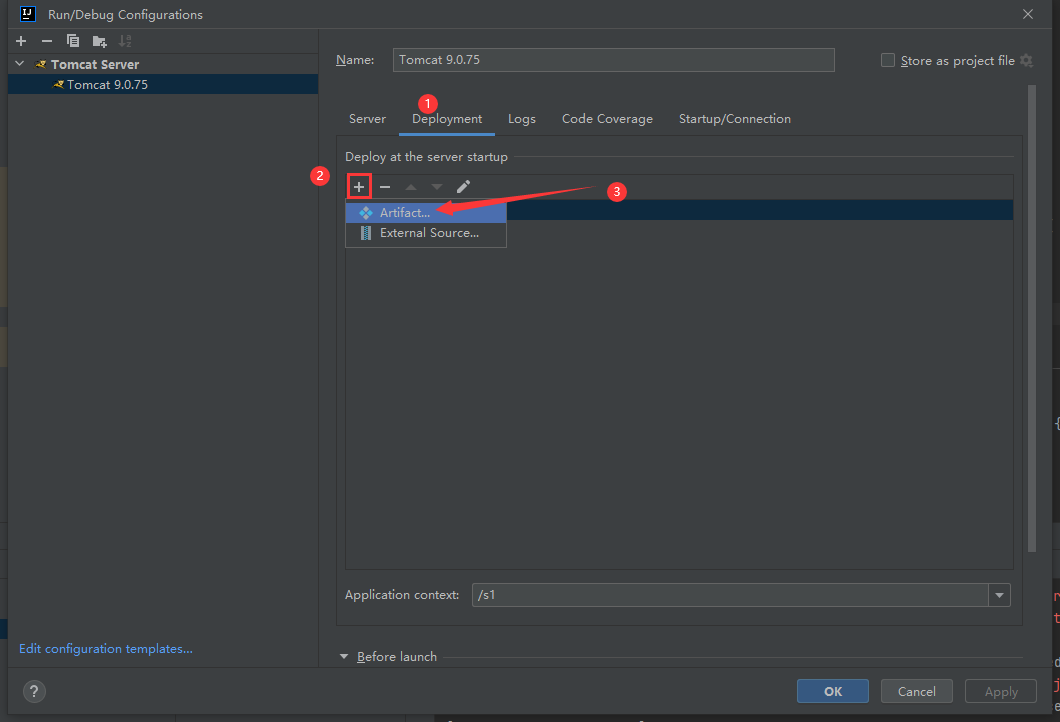 Run/Debug Configurations
Tomcat Server
Tomcat 9.0.75
Name: Tomcat 9.0.75
Store as project file
1
Server Deployment Logs Code Coverage Startup/Connection
Deploy at the server startup
2
3
Artifact...
External Source...
Application context: /s1
Edit configuration templates...
Before launch
? OK Cancel Apply